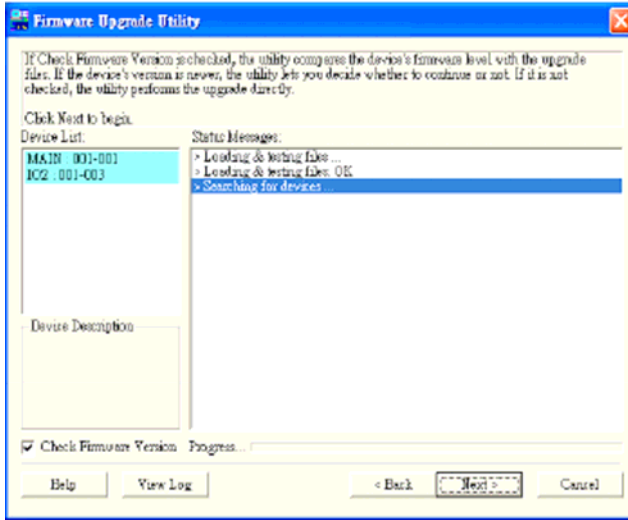 Firmware Upgrade Utility
If Check Firmware Version is checked, the utility compares the device's firmware level with the upgrade
files. If the device's version is newer, the utility lets you decide whether to continue or not. If it is not
checked, the utility performs the upgrade directly.
Click Next to begin.
Device List:
Status Messages:
MAIN : 001-001
IO2 : 001-003
> Loading & testing files ...
> Loading & testing files: OK
> Searching for devices ...
Device Description
Check Firmware Version
Progress...
Help
View Log
< Back
Next >
Cancel